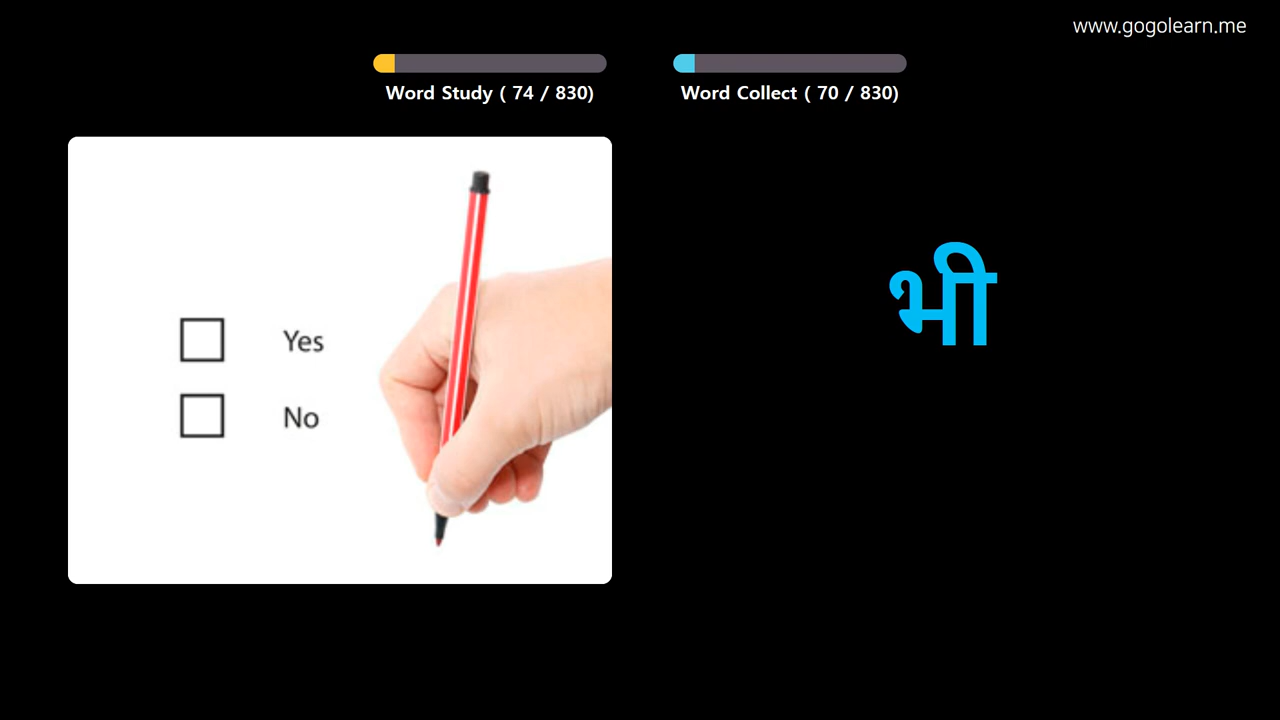 www.gogolearn.me
Word Study ( 74 / 830)
Word Collect ( 70 / 830)
Yes
No
भी